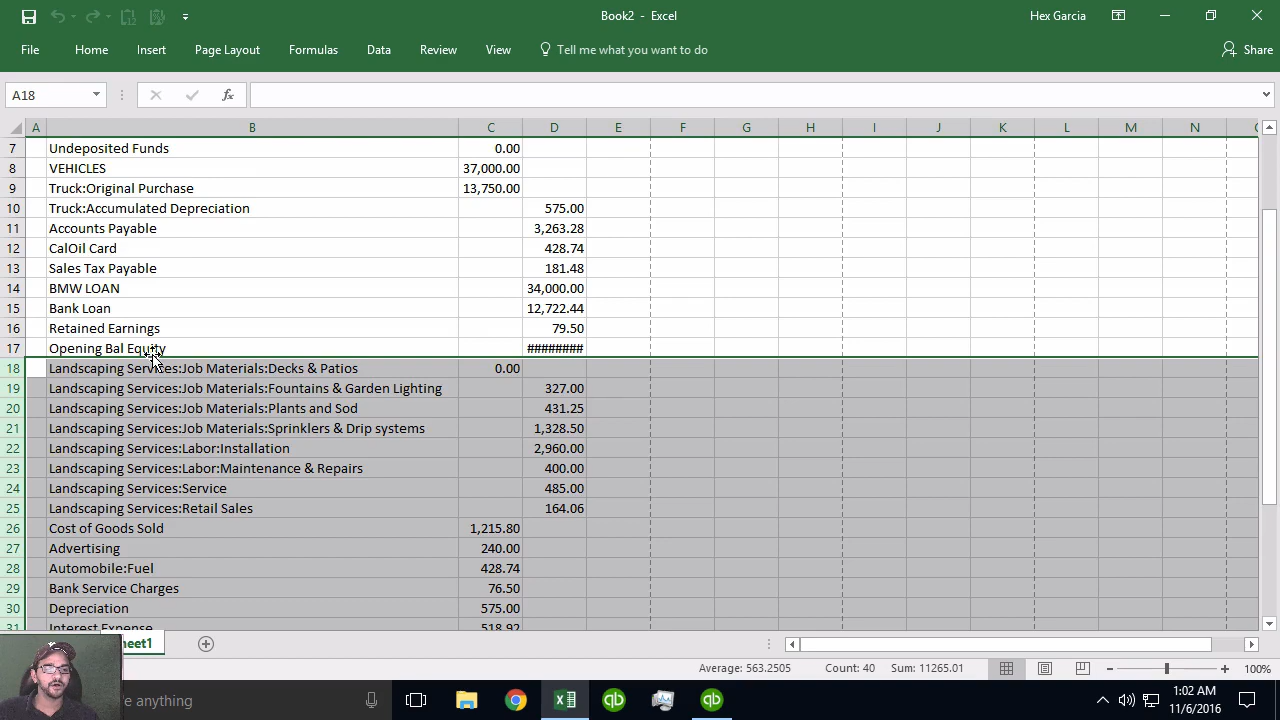 Book2 - Excel
Hex Garcia
File Home Insert Page Layout Formulas Data Review View Tell me what you want to do Share
A18 fx
A B C D E F G H I J K L M N
7 Undeposited Funds 0.00
8 VEHICLES 37,000.00
9 Truck:Original Purchase 13,750.00
10 Truck:Accumulated Depreciation 575.00
11 Accounts Payable 3,263.28
12 CalOil Card 428.74
13 Sales Tax Payable 181.48
14 BMW LOAN 34,000.00
15 Bank Loan 12,722.44
16 Retained Earnings 79.50
17 Opening Bal Equity ########
18 Landscaping Services:Job Materials:Decks & Patios 0.00
19 Landscaping Services:Job Materials:Fountains & Garden Lighting 327.00
20 Landscaping Services:Job Materials:Plants and Sod 431.25
21 Landscaping Services:Job Materials:Sprinklers & Drip systems 1,328.50
22 Landscaping Services:Labor:Installation 2,960.00
23 Landscaping Services:Labor:Maintenance & Repairs 400.00
24 Landscaping Services:Service 485.00
25 Landscaping Services:Retail Sales 164.06
26 Cost of Goods Sold 1,215.80
27 Advertising 240.00
28 Automobile:Fuel 428.74
29 Bank Service Charges 76.50
30 Depreciation 575.00
31 Interest Expense 518.92
heet1
Average: 563.2505 Count: 40 Sum: 11265.01 100%
e anything
qb qb
1:02 AM
11/6/2016